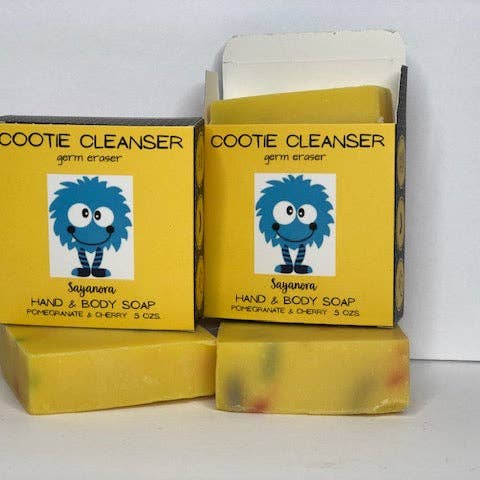 COOTIE CLEANSER
germ eraser
Sayanora
HAND & BODY SOAP
POMEGRANATE & CHERRY 5 OZS.
COOTIE CLEANSER
germ eraser
Sayanora
HAND & BODY SOAP
POMEGRANATE & CHERRY 5 OZS.